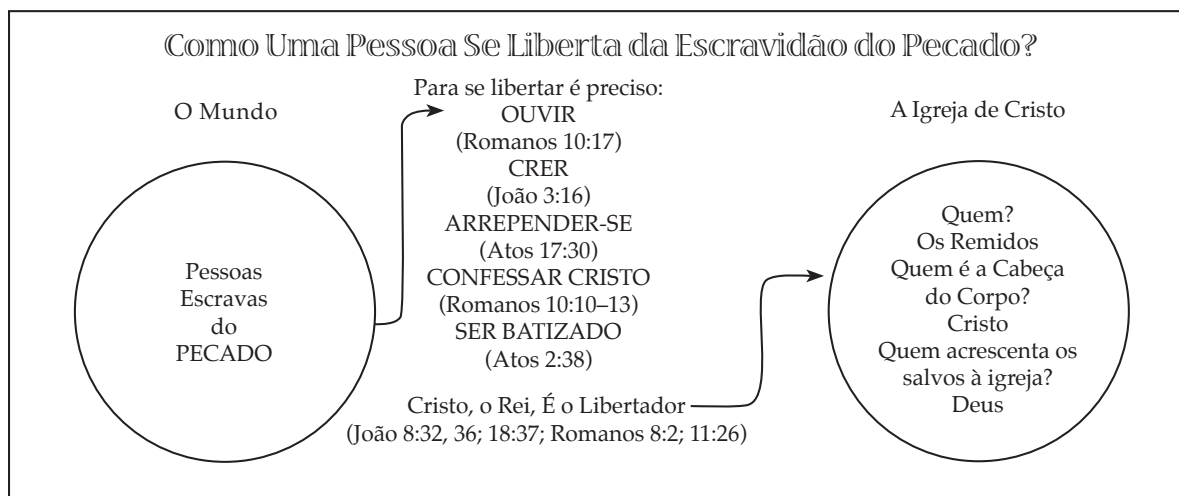 Como Uma Pessoa Se Liberta da Escravidão do Pecado?
O Mundo
Pessoas
Escravas
do
PECADO
Para se libertar é preciso:
OUVIR
(Romanos 10:17)
CRER
(João 3:16)
ARREPENDER-SE
(Atos 17:30)
CONFESSAR CRISTO
(Romanos 10:10–13)
SER BATIZADO
(Atos 2:38)
Cristo, o Rei, É o Libertador
(João 8:32, 36; 18:37; Romanos 8:2; 11:26)
A Igreja de Cristo
Quem?
Os Remidos
Quem é a Cabeça
do Corpo?
Cristo
Quem acrescenta os
salvos à igreja?
Deus